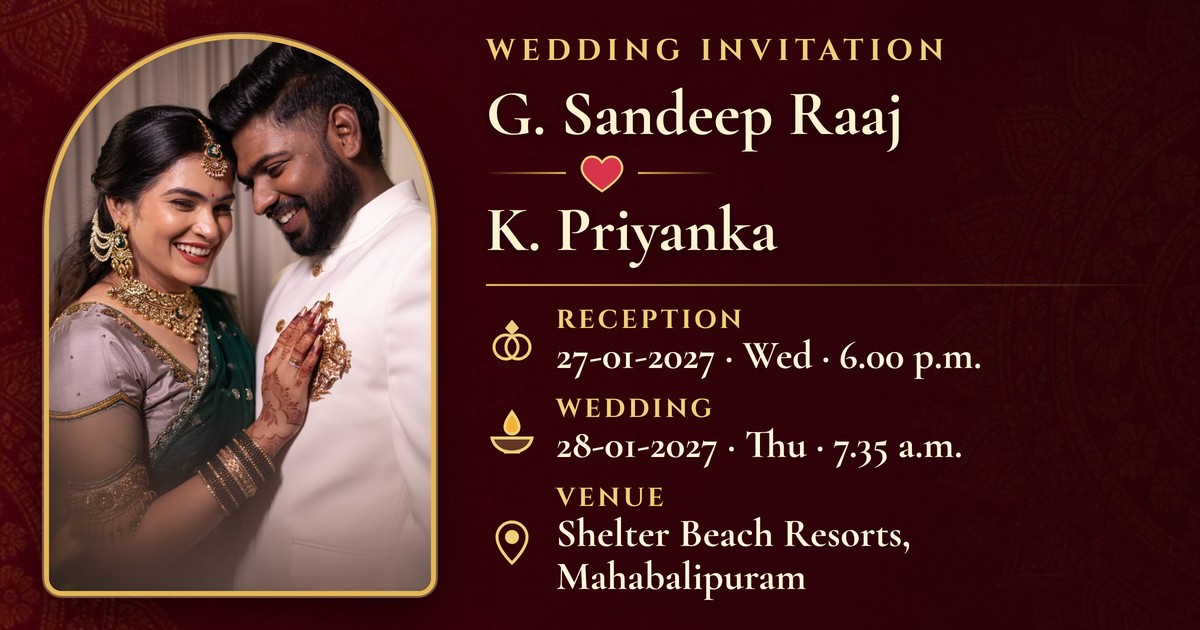 WEDDING INVITATION
G. Sandeep Raaj
K. Priyanka
RECEPTION
27-01-2027 · Wed · 6.00 p.m.
WEDDING
28-01-2027 · Thu · 7.35 a.m.
VENUE
Shelter Beach Resorts,
Mahabalipuram